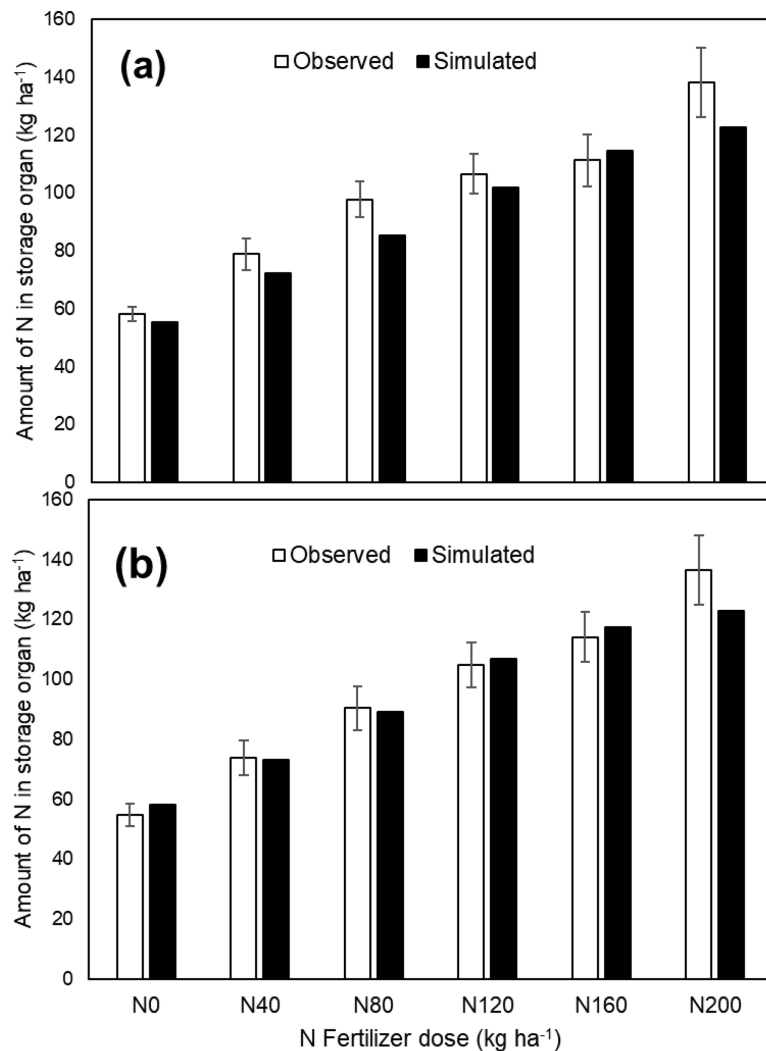 160
(a)
Observed Simulated
140
120
100
80
60
40
20
0
Amount of N in storage organ (kg ha⁻¹)
160
(b)
Observed Simulated
140
120
100
80
60
40
20
0
Amount of N in storage organ (kg ha⁻¹)
N0 N40 N80 N120 N160 N200
N Fertilizer dose (kg ha⁻¹)